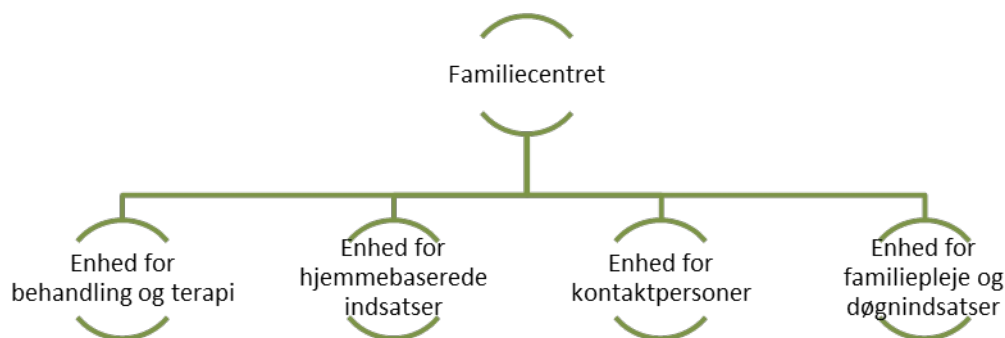 Familiecentret
Enhed for
behandling og terapi
Enhed for
hjemmebaserede
indsatser
Enhed for
kontaktpersoner
Enhed for
familiepleje og
døgnindsatser